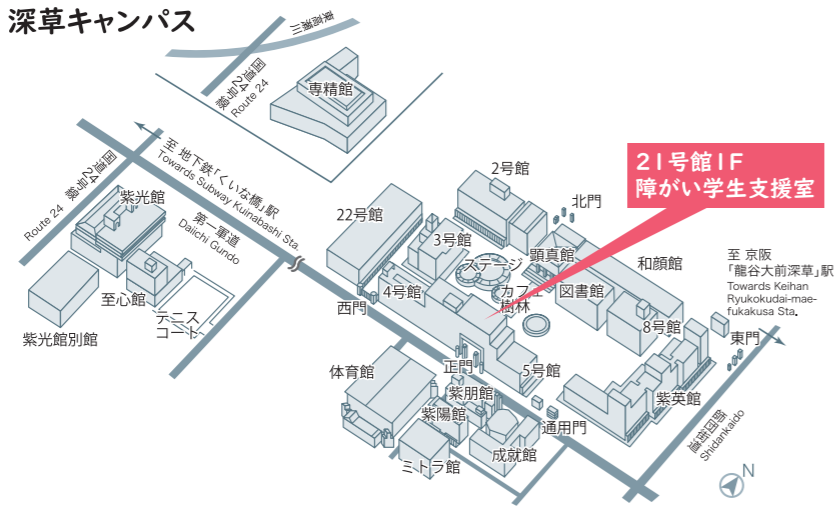 深草キャンパス
東高瀬川
国道24号線
Route 24
専精館
至 地下鉄「くいな橋」駅
Towards Subway Kuinabashi Sta.
国道24号線
Route 24
紫光館
第一軍道
Daiichi Gundo
至心館
テニス
コート
紫光館別館
21号館1F
障がい学生支援室
2号館
北門
22号館
3号館
顕真館
和顔館
ステージ
カフェ
樹林
図書館
至 京阪
「龍谷大前深草」駅
Towards Keihan
Ryukokudai-mae-
fukakusa Sta.
4号館
西門
8号館
東門
正門
5号館
体育館
紫朋館
紫英館
紫陽館
通用門
成就館
ミトラ館
師団街道
Shidankaido
N